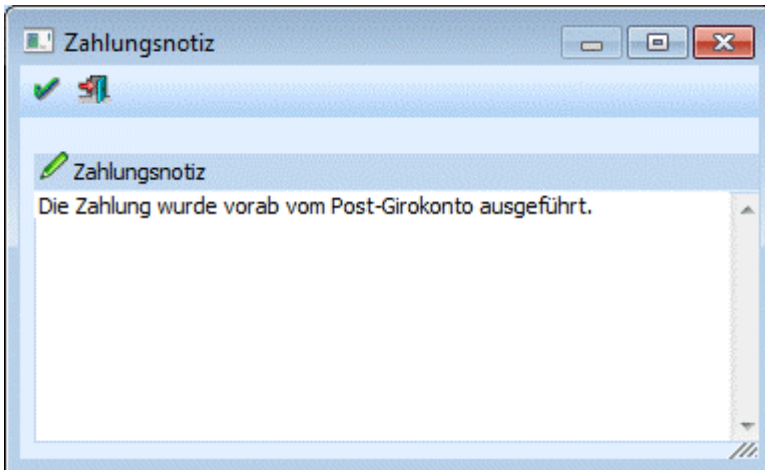 Zahlungsnotiz
Zahlungsnotiz
Die Zahlung wurde vorab vom Post-Girokonto ausgeführt.